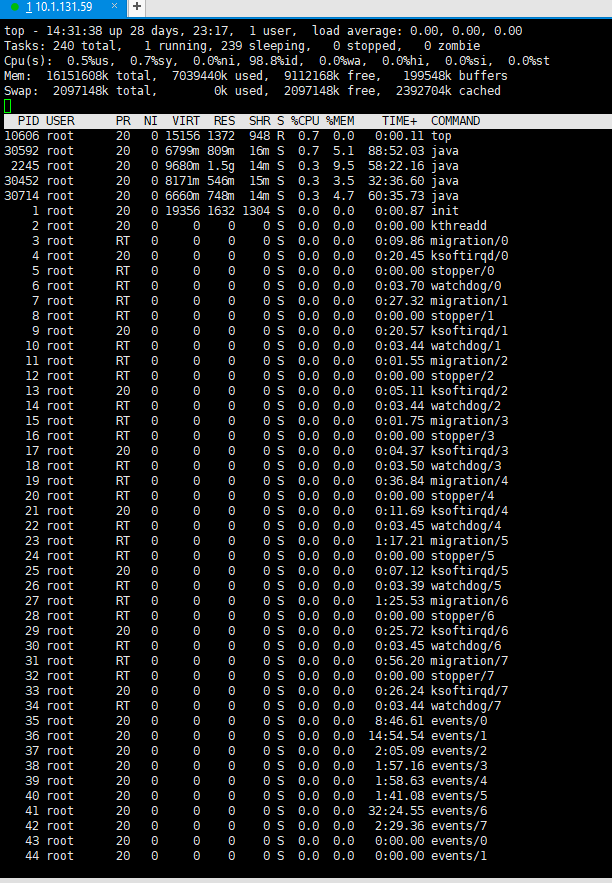 1 10.1.131.59 × +
top - 14:31:38 up 28 days, 23:17,  1 user,  load average: 0.00, 0.00, 0.00
Tasks: 240 total,   1 running, 239 sleeping,   0 stopped,   0 zombie
Cpu(s):  0.5%us,  0.7%sy,  0.0%ni, 98.8%id,  0.0%wa,  0.0%hi,  0.0%si,  0.0%st
Mem:  16151608k total,  7039440k used,  9112168k free,   199548k buffers
Swap:  2097148k total,        0k used,  2097148k free,  2392704k cached
PID USER      PR  NI  VIRT  RES  SHR S %CPU %MEM    TIME+  COMMAND
10606 root      20   0 15156 1372  948 R  0.7  0.0   0:00.11 top
30592 root      20   0 6799m 809m  16m S  0.7  5.1  88:52.03 java
2245 root      20   0 9680m 1.5g  14m S  0.3  9.5  58:22.16 java
30452 root      20   0 8171m 546m  15m S  0.3  3.5  32:36.60 java
30714 root      20   0 6660m 748m  14m S  0.3  4.7  60:35.73 java
1 root      20   0 19356 1632 1304 S  0.0  0.0   0:00.87 init
2 root      20   0     0    0    0 S  0.0  0.0   0:00.00 kthreadd
3 root      RT   0     0    0    0 S  0.0  0.0   0:09.86 migration/0
4 root      20   0     0    0    0 S  0.0  0.0   0:20.45 ksoftirqd/0
5 root      RT   0     0    0    0 S  0.0  0.0   0:00.00 stopper/0
6 root      RT   0     0    0    0 S  0.0  0.0   0:03.70 watchdog/0
7 root      RT   0     0    0    0 S  0.0  0.0   0:27.32 migration/1
8 root      RT   0     0    0    0 S  0.0  0.0   0:00.00 stopper/1
9 root      20   0     0    0    0 S  0.0  0.0   0:20.57 ksoftirqd/1
10 root      RT   0     0    0    0 S  0.0  0.0   0:03.44 watchdog/1
11 root      RT   0     0    0    0 S  0.0  0.0   0:01.55 migration/2
12 root      RT   0     0    0    0 S  0.0  0.0   0:00.00 stopper/2
13 root      20   0     0    0    0 S  0.0  0.0   0:05.11 ksoftirqd/2
14 root      RT   0     0    0    0 S  0.0  0.0   0:03.44 watchdog/2
15 root      RT   0     0    0    0 S  0.0  0.0   0:01.75 migration/3
16 root      RT   0     0    0    0 S  0.0  0.0   0:00.00 stopper/3
17 root      20   0     0    0    0 S  0.0  0.0   0:04.37 ksoftirqd/3
18 root      RT   0     0    0    0 S  0.0  0.0   0:03.50 watchdog/3
19 root      RT   0     0    0    0 S  0.0  0.0   0:36.84 migration/4
20 root      RT   0     0    0    0 S  0.0  0.0   0:00.00 stopper/4
21 root      20   0     0    0    0 S  0.0  0.0   0:11.69 ksoftirqd/4
22 root      RT   0     0    0    0 S  0.0  0.0   0:03.45 watchdog/4
23 root      RT   0     0    0    0 S  0.0  0.0   1:17.21 migration/5
24 root      RT   0     0    0    0 S  0.0  0.0   0:00.00 stopper/5
25 root      20   0     0    0    0 S  0.0  0.0   0:07.12 ksoftirqd/5
26 root      RT   0     0    0    0 S  0.0  0.0   0:03.39 watchdog/5
27 root      RT   0     0    0    0 S  0.0  0.0   1:25.53 migration/6
28 root      RT   0     0    0    0 S  0.0  0.0   0:00.00 stopper/6
29 root      20   0     0    0    0 S  0.0  0.0   0:25.72 ksoftirqd/6
30 root      RT   0     0    0    0 S  0.0  0.0   0:03.45 watchdog/6
31 root      RT   0     0    0    0 S  0.0  0.0   0:56.20 migration/7
32 root      RT   0     0    0    0 S  0.0  0.0   0:00.00 stopper/7
33 root      20   0     0    0    0 S  0.0  0.0   0:26.24 ksoftirqd/7
34 root      RT   0     0    0    0 S  0.0  0.0   0:03.44 watchdog/7
35 root      20   0     0    0    0 S  0.0  0.0   8:46.61 events/0
36 root      20   0     0    0    0 S  0.0  0.0  14:54.54 events/1
37 root      20   0     0    0    0 S  0.0  0.0   2:05.09 events/2
38 root      20   0     0    0    0 S  0.0  0.0   1:57.16 events/3
39 root      20   0     0    0    0 S  0.0  0.0   1:58.63 events/4
40 root      20   0     0    0    0 S  0.0  0.0   1:41.08 events/5
41 root      20   0     0    0    0 S  0.0  0.0  32:24.55 events/6
42 root      20   0     0    0    0 S  0.0  0.0   2:29.36 events/7
43 root      20   0     0    0    0 S  0.0  0.0   0:00.00 events/0
44 root      20   0     0    0    0 S  0.0  0.0   0:00.00 events/1